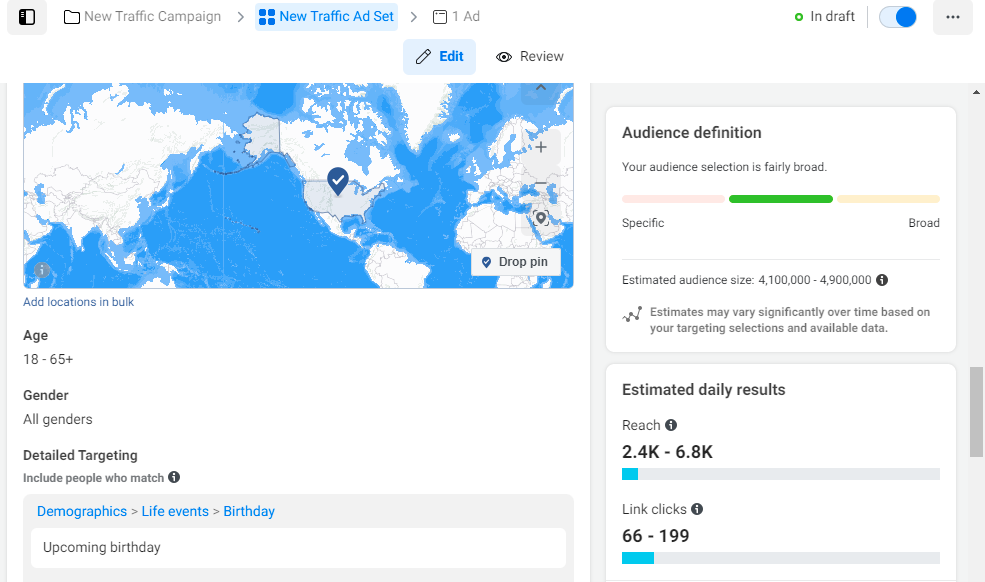 New Traffic Campaign > New Traffic Ad Set > 1 Ad
In draft
Edit
Review
Drop pin
Add locations in bulk
Age
18 - 65+
Gender
All genders
Detailed Targeting
Include people who match
Demographics > Life events > Birthday
Upcoming birthday
Audience definition
Your audience selection is fairly broad.
Specific
Broad
Estimated audience size: 4,100,000 - 4,900,000
Estimates may vary significantly over time based on
your targeting selections and available data.
Estimated daily results
Reach
2.4K - 6.8K
Link clicks
66 - 199